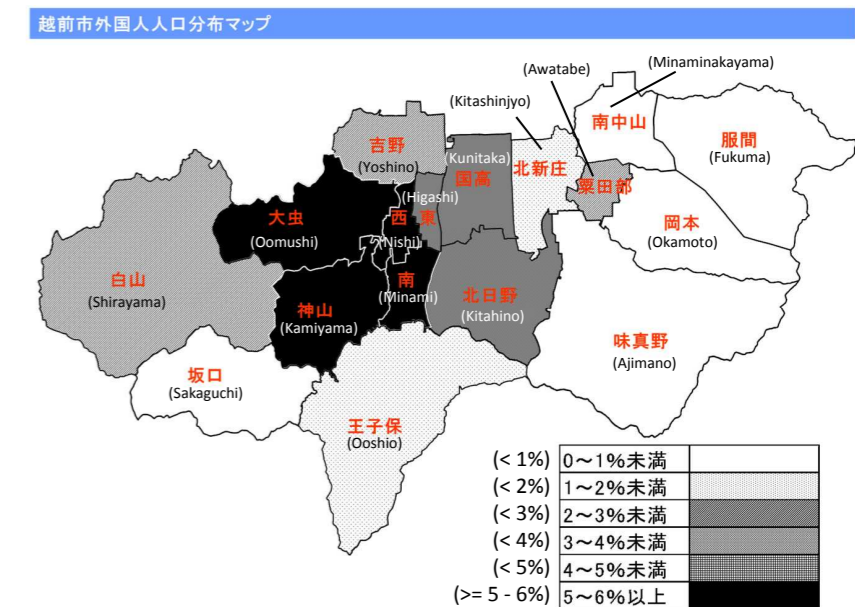 越前市外国人人口分布マップ
(Minaminakayama)
(Awatabe)
(Kitashinjyo)
南中山
吉野
(Yoshino)
(Kunitaka)
国高
北新庄
服間
(Fukuma)
粟田部
(Higashi)
大虫
(Oomushi)
西
東
(Nishi)
岡本
(Okamoto)
白山
(Shirayama)
神山
(Kamiyama)
南
(Minami)
北日野
(Kitahino)
味真野
(Ajimano)
坂口
(Sakaguchi)
王子保
(Ooshio)
(< 1%) 0～1%未満
(< 2%) 1～2%未満
(< 3%) 2～3%未満
(< 4%) 3～4%未満
(< 5%) 4～5%未満
(>= 5 - 6%) 5～6%以上